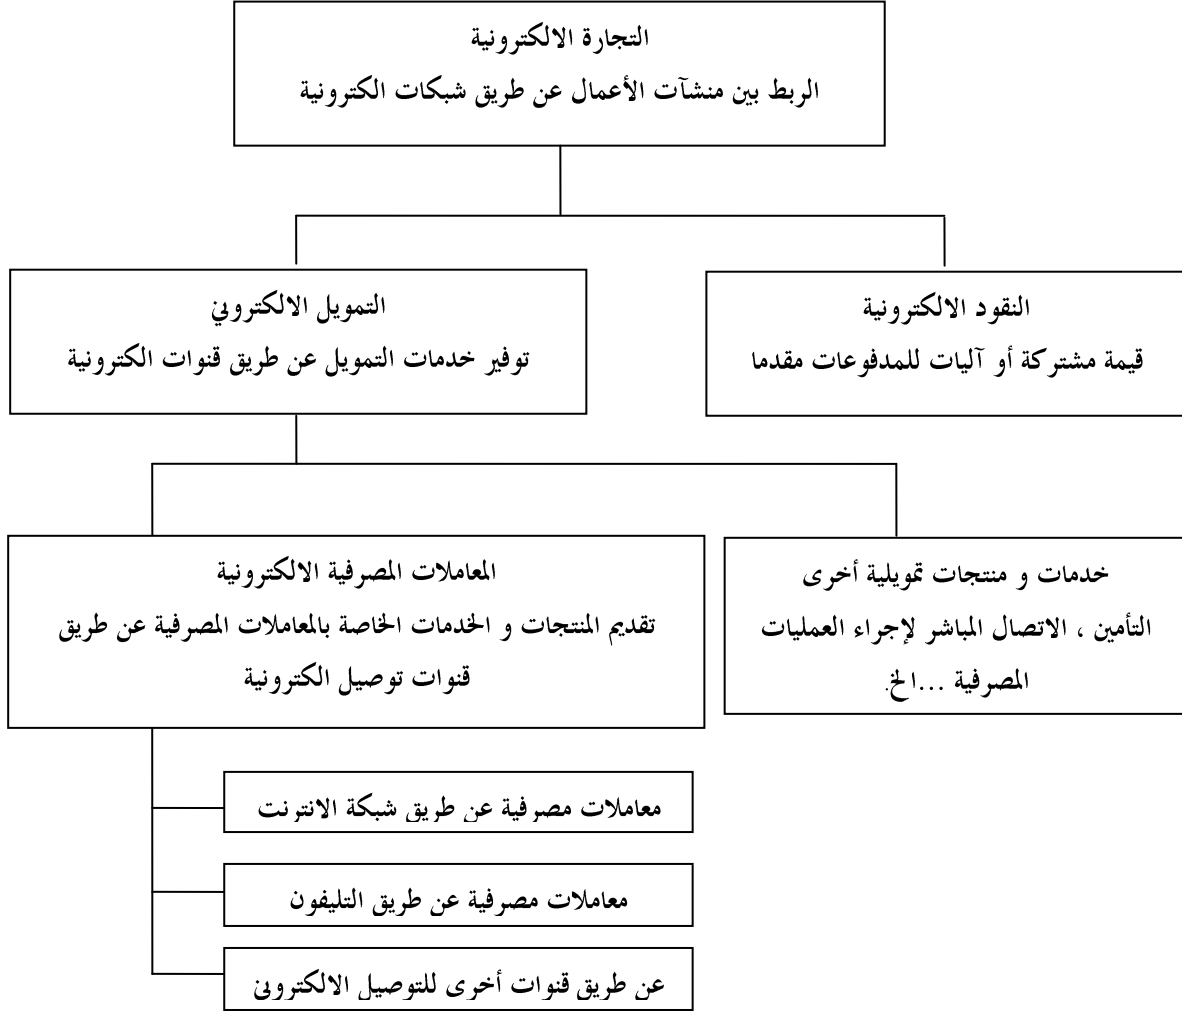 التجارة الالكترونية
الربط بين منشآت الأعمال عن طريق شبكات الكترونية
النقود الالكترونية
قيمة مشتركة أو آليات للمدفوعات مقدما
التمويل الالكتروني
توفير خدمات التمويل عن طريق قنوات الكترونية
خدمات و منتجات تمويلية أخرى
التأمين ، الاتصال المباشر لإجراء العمليات
المصرفية ...الخ.
المعاملات المصرفية الالكترونية
تقديم المنتجات و الخدمات الخاصة بالمعاملات المصرفية عن طريق
قنوات توصيل الكترونية
معاملات مصرفية عن طريق شبكة الانترنت
معاملات مصرفية عن طريق التليفون
عن طريق قنوات أخرى للتوصيل الالكتروني